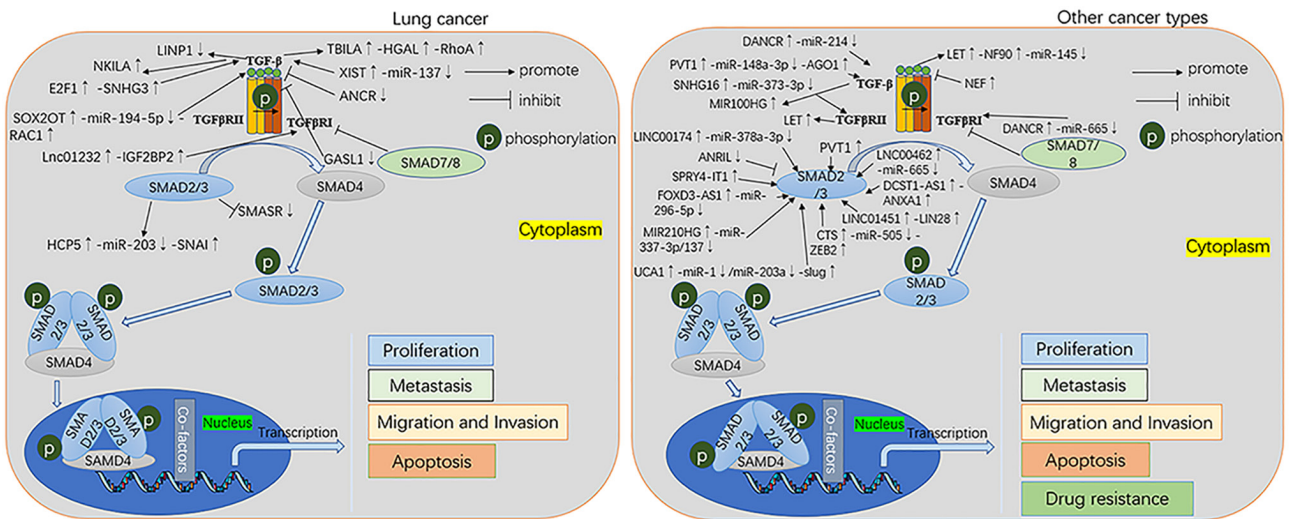 Lung cancer
LINP1 ↓
TGF-β
TBILA ↑ -HGAL ↑ -RhoA ↑
NKILA ↑
XIST ↑ -miR-137 ↓
promote
E2F1 ↑ -SNHG3 ↑
ANCR ↓
inhibit
p
SOX2OT ↑ -miR-194-5p ↓ -
RAC1 ↑
TGFβRII
TGFβRI
p
phosphorylation
Lnc01232 ↑ -IGF2BP2 ↑
GASL1 ↓
SMAD7/8
SMAD2/3
SMAD4
SMASR ↓
HCP5 ↑ -miR-203 ↓ -SNAI ↑
Cytoplasm
p
SMAD2/3
p
p
SMAD
2/3
SMAD
2/3
SMAD4
Proliferation
Metastasis
Migration and Invasion
Apoptosis
p
p
SMA
D2/3
SMA
D2/3
SAMD4
Co-factors
Nucleus
Transcription
Other cancer types
DANCR ↑ -miR-214 ↓
LET ↑ -NF90 ↑ -miR-145 ↓
PVT1 ↑ -miR-148a-3p ↓ -AGO1 ↑
TGF-β
promote
SNHG16 ↑ -miR-373-3p ↓
NEF ↑
inhibit
MIR100HG ↑
p
LET ↑
TGFβRII
TGFβRI
p
phosphorylation
DANCR ↑ -miR-665 ↓
LINC00174 ↑ -miR-378a-3p ↓
PVT1 ↑
SMAD7/
8
ANRIL ↓
LNC00462 ↑
-miR-665 ↓
SPRY4-IT1 ↑
SMAD2
/3
SMAD4
FOXD3-AS1 ↑ -miR-
296-5p ↓
DCST1-AS1 ↑ -
ANXA1 ↑
LINC01451 ↑ -LIN28 ↑
MIR210HG ↑ -miR-
337-3p/137 ↓
CTS ↑ -miR-505 ↓ -
ZEB2 ↑
Cytoplasm
UCA1 ↑ -miR-1 ↓ /miR-203a ↓ -slug ↑
p
SMAD
2/3
p
p
SMAD
2/3
SMAD
2/3
SMAD4
Proliferation
Metastasis
Migration and Invasion
Apoptosis
Drug resistance
p
p
SMAD
2/3
SMAD
2/3
SAMD4
Co-factors
Nucleus
Transcription